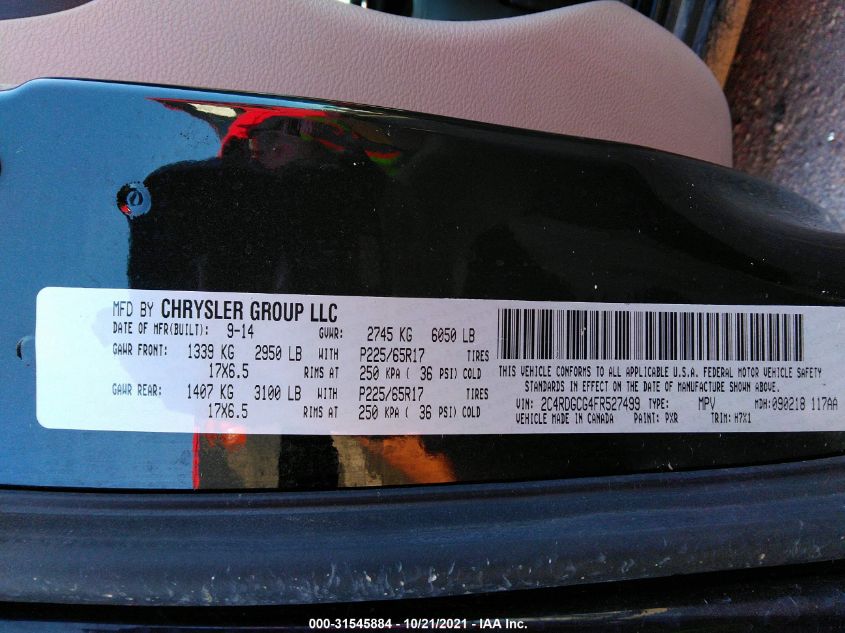 MFD BY CHRYSLER GROUP LLC
DATE OF MFR(BUILT): 9-14 GVWR: 2745 KG 6050 LB
GAWR FRONT: 1339 KG 2950 LB WITH P225/65R17 TIRES
17X6.5 RIMS AT 250 KPA ( 36 PSI) COLD
GAWR REAR: 1407 KG 3100 LB WITH P225/65R17 TIRES
17X6.5 RIMS AT 250 KPA ( 36 PSI) COLD
THIS VEHICLE CONFORMS TO ALL APPLICABLE U.S.A. FEDERAL MOTOR VEHICLE SAFETY
STANDARDS IN EFFECT ON THE DATE OF MANUFACTURE SHOWN ABOVE.
VIN: 2C4RDGCG4FR527499 TYPE: MPV MDH: 090218 117AA
VEHICLE MADE IN CANADA PAINT: PXR TRIM: H7X1
000-31545884 - 10/21/2021 - IAA Inc.